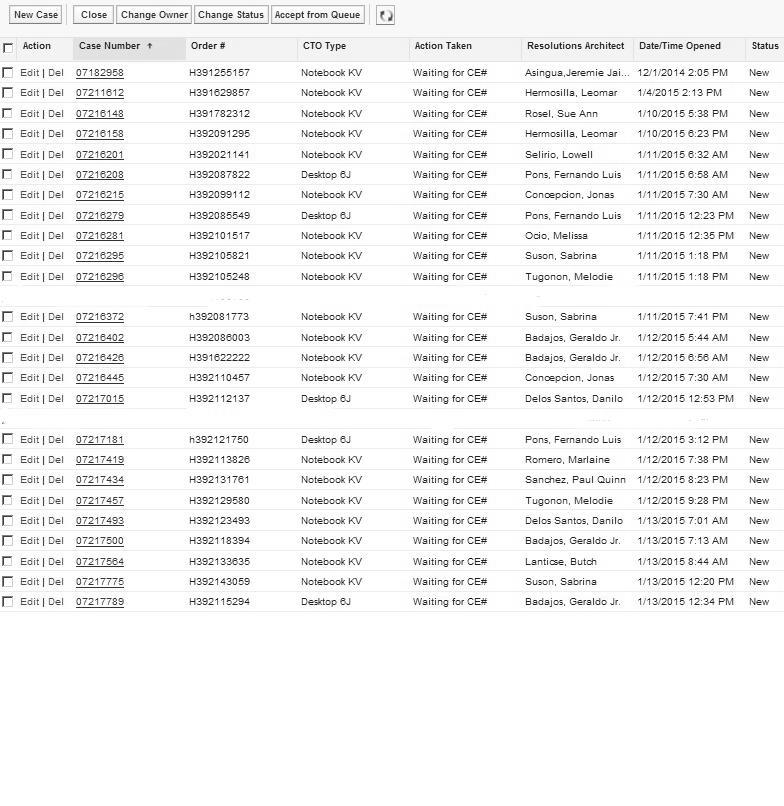 New Case Close Change Owner Change Status Accept from Queue
Action Case Number Order # CTO Type Action Taken Resolutions Architect Date/Time Opened Status
Edit | Del 07182958 H391255157 Notebook KV Waiting for CE# Asingua,Jeremie Jai... 12/1/2014 2:05 PM New
Edit | Del 07211612 H391629857 Notebook KV Waiting for CE# Hermosilla, Leomar 1/4/2015 2:13 PM New
Edit | Del 07216148 H391782312 Notebook KV Waiting for CE# Rosel, Sue Ann 1/10/2015 5:38 PM New
Edit | Del 07216158 H392091295 Notebook KV Waiting for CE# Hermosilla, Leomar 1/10/2015 6:23 PM New
Edit | Del 07216201 H392021141 Notebook KV Waiting for CE# Selirio, Lowell 1/11/2015 6:32 AM New
Edit | Del 07216208 H392087822 Desktop 6J Waiting for CE# Pons, Fernando Luis 1/11/2015 6:58 AM New
Edit | Del 07216215 H392099112 Notebook KV Waiting for CE# Concepcion, Jonas 1/11/2015 7:30 AM New
Edit | Del 07216279 H392085549 Desktop 6J Waiting for CE# Pons, Fernando Luis 1/11/2015 12:23 PM New
Edit | Del 07216281 H392101517 Notebook KV Waiting for CE# Ocio, Melissa 1/11/2015 12:35 PM New
Edit | Del 07216295 H392105821 Notebook KV Waiting for CE# Suson, Sabrina 1/11/2015 1:18 PM New
Edit | Del 07216296 H392105248 Notebook KV Waiting for CE# Tugonon, Melodie 1/11/2015 1:18 PM New
Edit | Del 07216372 h392081773 Notebook KV Waiting for CE# Suson, Sabrina 1/11/2015 7:41 PM New
Edit | Del 07216402 H392086003 Notebook KV Waiting for CE# Badajos, Geraldo Jr. 1/12/2015 5:44 AM New
Edit | Del 07216426 H391622222 Notebook KV Waiting for CE# Badajos, Geraldo Jr. 1/12/2015 6:56 AM New
Edit | Del 07216445 H392110457 Notebook KV Waiting for CE# Concepcion, Jonas 1/12/2015 7:30 AM New
Edit | Del 07217015 H392112137 Desktop 6J Waiting for CE# Delos Santos, Danilo 1/12/2015 12:53 PM New
Edit | Del 07217181 h392121750 Desktop 6J Waiting for CE# Pons, Fernando Luis 1/12/2015 3:12 PM New
Edit | Del 07217419 H392113826 Notebook KV Waiting for CE# Romero, Marlaine 1/12/2015 7:38 PM New
Edit | Del 07217434 H392131761 Notebook KV Waiting for CE# Sanchez, Paul Quinn 1/12/2015 8:23 PM New
Edit | Del 07217457 H392129580 Notebook KV Waiting for CE# Tugonon, Melodie 1/12/2015 9:28 PM New
Edit | Del 07217493 H392123493 Notebook KV Waiting for CE# Delos Santos, Danilo 1/13/2015 7:01 AM New
Edit | Del 07217500 H392118394 Notebook KV Waiting for CE# Badajos, Geraldo Jr. 1/13/2015 7:13 AM New
Edit | Del 07217564 H392133635 Notebook KV Waiting for CE# Lanticse, Butch 1/13/2015 8:44 AM New
Edit | Del 07217775 H392143059 Notebook KV Waiting for CE# Suson, Sabrina 1/13/2015 12:20 PM New
Edit | Del 07217789 H392115294 Desktop 6J Waiting for CE# Badajos, Geraldo Jr. 1/13/2015 12:34 PM New